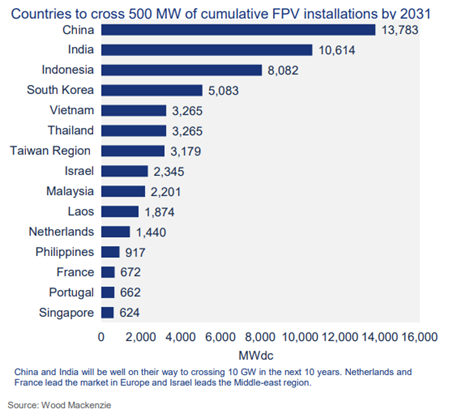 Countries to cross 500 MW of cumulative FPV installations by 2031
China 13,783
India 10,614
Indonesia 8,082
South Korea 5,083
Vietnam 3,265
Thailand 3,265
Taiwan Region 3,179
Israel 2,345
Malaysia 2,201
Laos 1,874
Netherlands 1,440
Philippines 917
France 672
Portugal 662
Singapore 624
0 2,000 4,000 6,000 8,000 10,000 12,000 14,000 16,000
MWdc
China and India will be well on their way to crossing 10 GW in the next 10 years. Netherlands and
France lead the market in Europe and Israel leads the Middle-east region.
Source: Wood Mackenzie